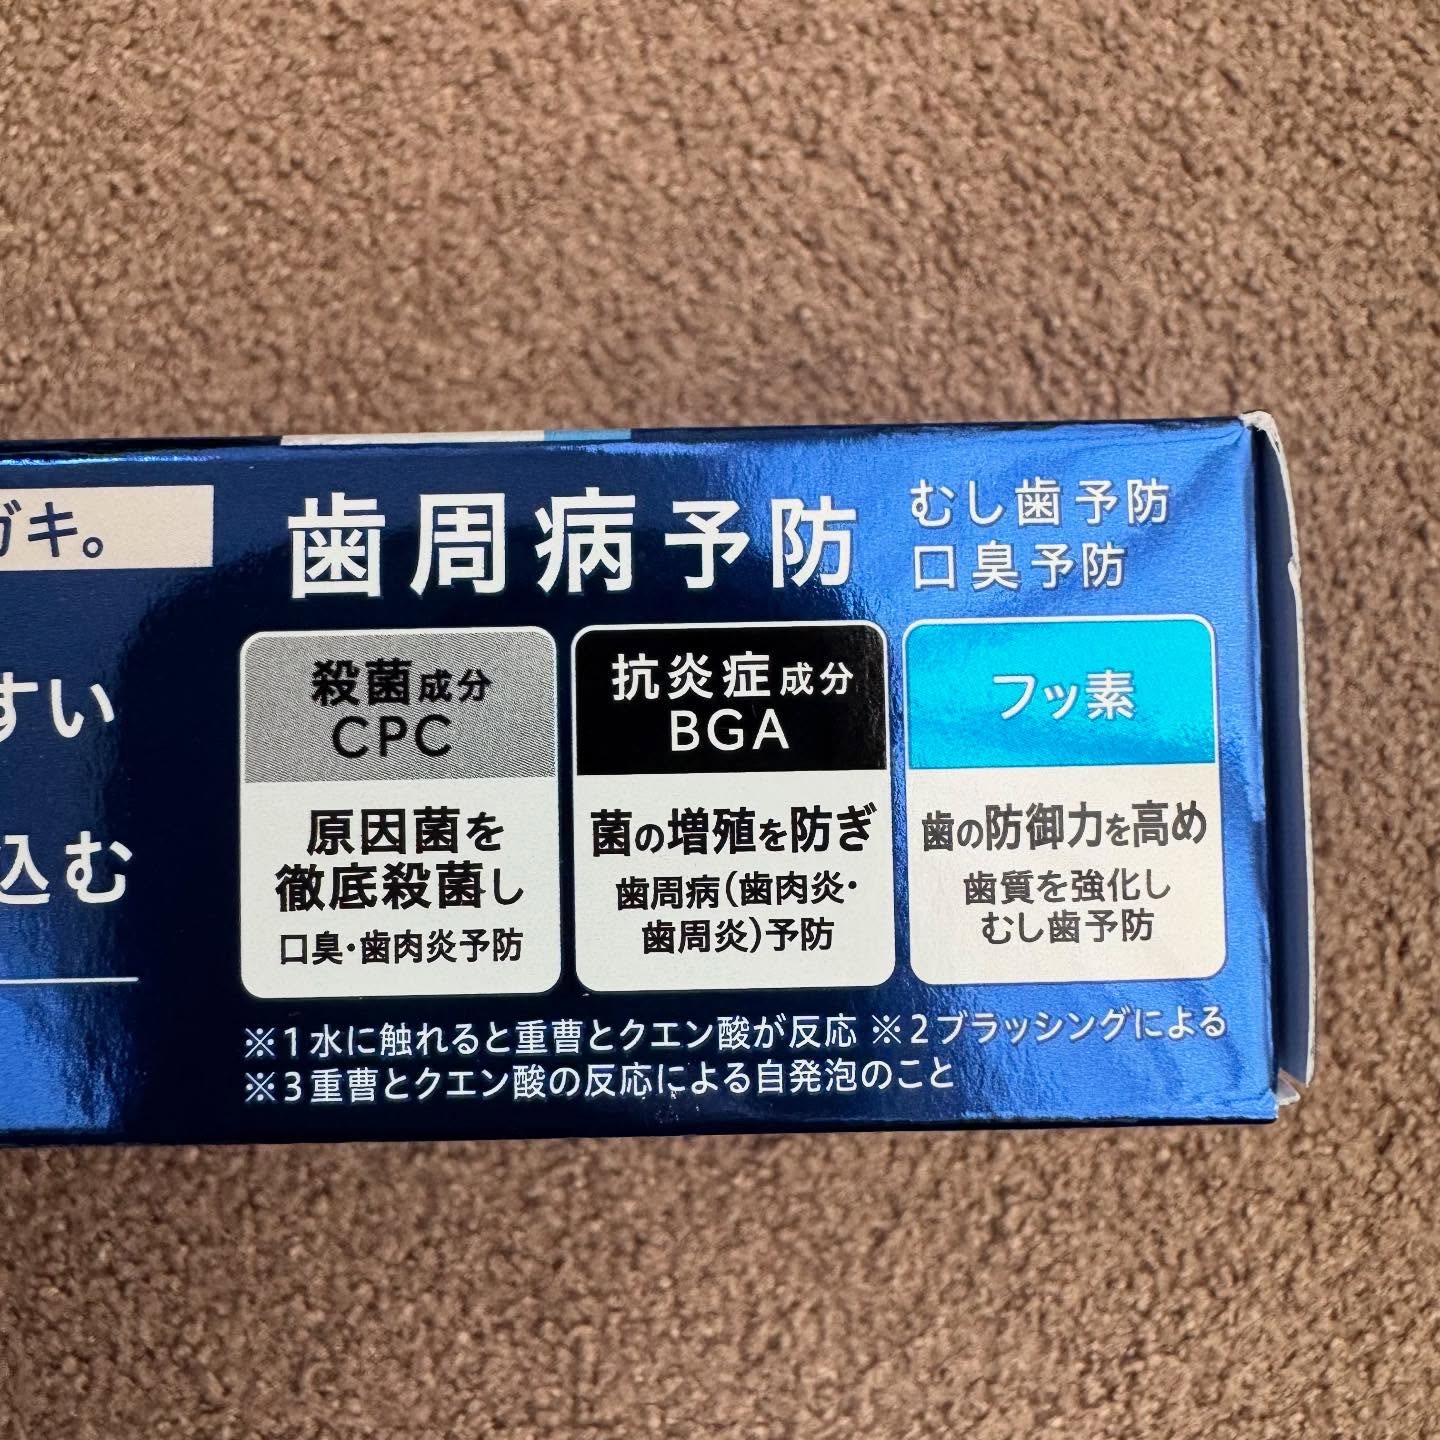 ガキ。
すい
込む
歯周病予防
むし歯予防
口臭予防
殺菌成分
CPC
原因菌を
徹底殺菌し
口臭・歯肉炎予防
抗炎症成分
BGA
菌の増殖を防ぎ
歯周病(歯肉炎・
歯周炎)予防
フッ素
歯の防御力を高め
歯質を強化し
むし歯予防
※1水に触れると重曹とクエン酸が反応 ※2ブラッシングによる
※3重曹とクエン酸の反応による自発泡のこと